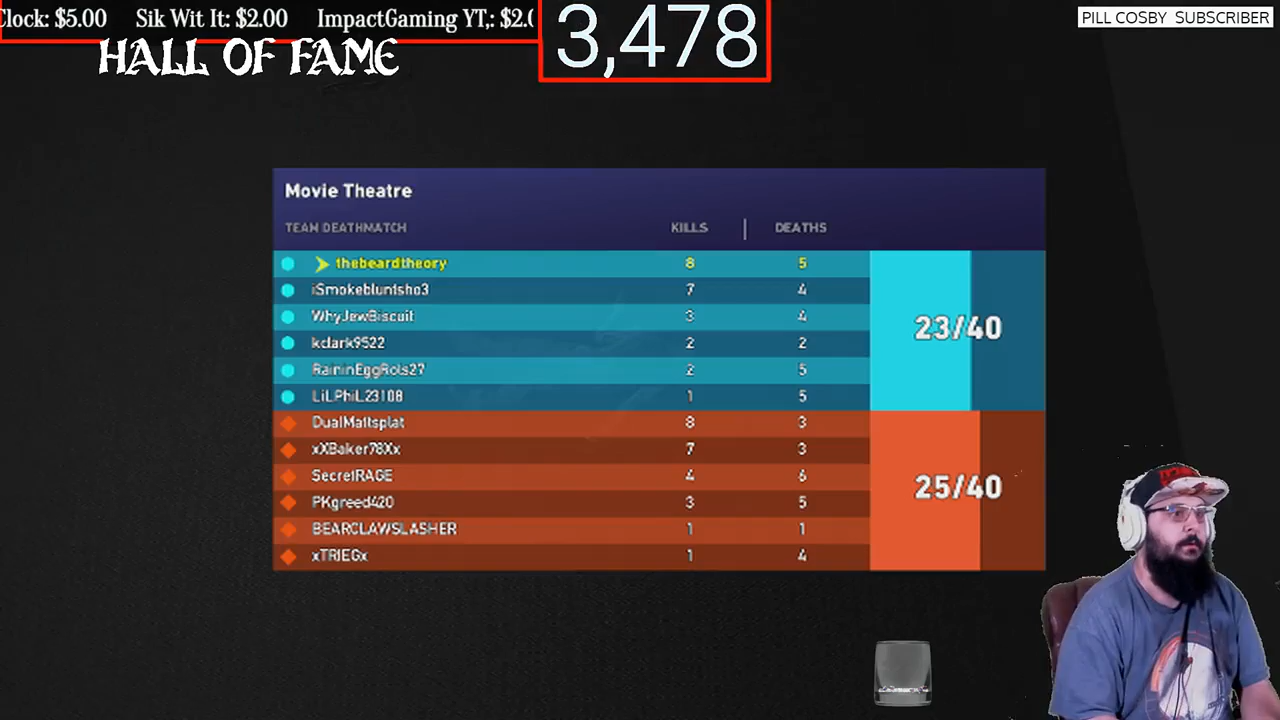 Clock: $5.00 Sik Wit It: $2.00 ImpactGaming YT,: $2.0
HALL OF FAME
3,478
PILL COSBY SUBSCRIBER
Movie Theatre
TEAM DEATHMATCH KILLS DEATHS
thebeardtheory 8 5
iSmokebluntsho3 7 4
WhyJewBiscuit 3 4
kclark9522 2 2
RaininEggRols27 2 5
LiLPhiL23108 1 5
23/40
DualMattsplat 8 3
xXBaker78Xx 7 3
SecretRAGE 4 6
PKgreed420 3 5
BEARCLAWSLASHER 1 1
xTRIEGx 1 4
25/40